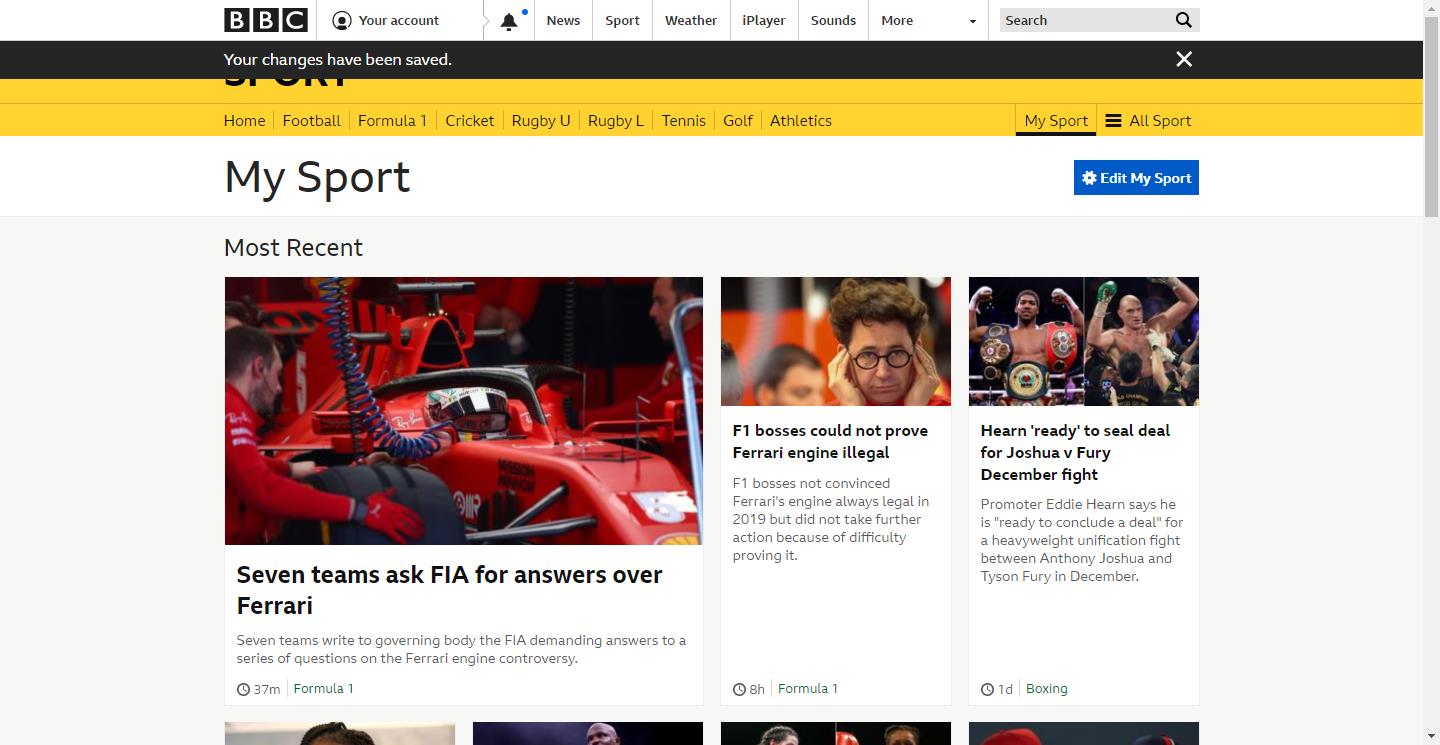 BBC
Your account
News
Sport
Weather
iPlayer
Sounds
More
Search
Your changes have been saved.
SPORT
Home
Football
Formula 1
Cricket
Rugby U
Rugby L
Tennis
Golf
Athletics
My Sport
All Sport
My Sport
Edit My Sport
Most Recent
MISSION
WINNOW
Seven teams ask FIA for answers over
Ferrari
Seven teams write to governing body the FIA demanding answers to a
series of questions on the Ferrari engine controversy.
37m
Formula 1
F1 bosses could not prove
Ferrari engine illegal
F1 bosses not convinced
Ferrari's engine always legal in
2019 but did not take further
action because of difficulty
proving it.
8h
Formula 1
Hearn 'ready' to seal deal
for Joshua v Fury
December fight
Promoter Eddie Hearn says he
is "ready to conclude a deal" for
a heavyweight unification fight
between Anthony Joshua and
Tyson Fury in December.
1d
Boxing